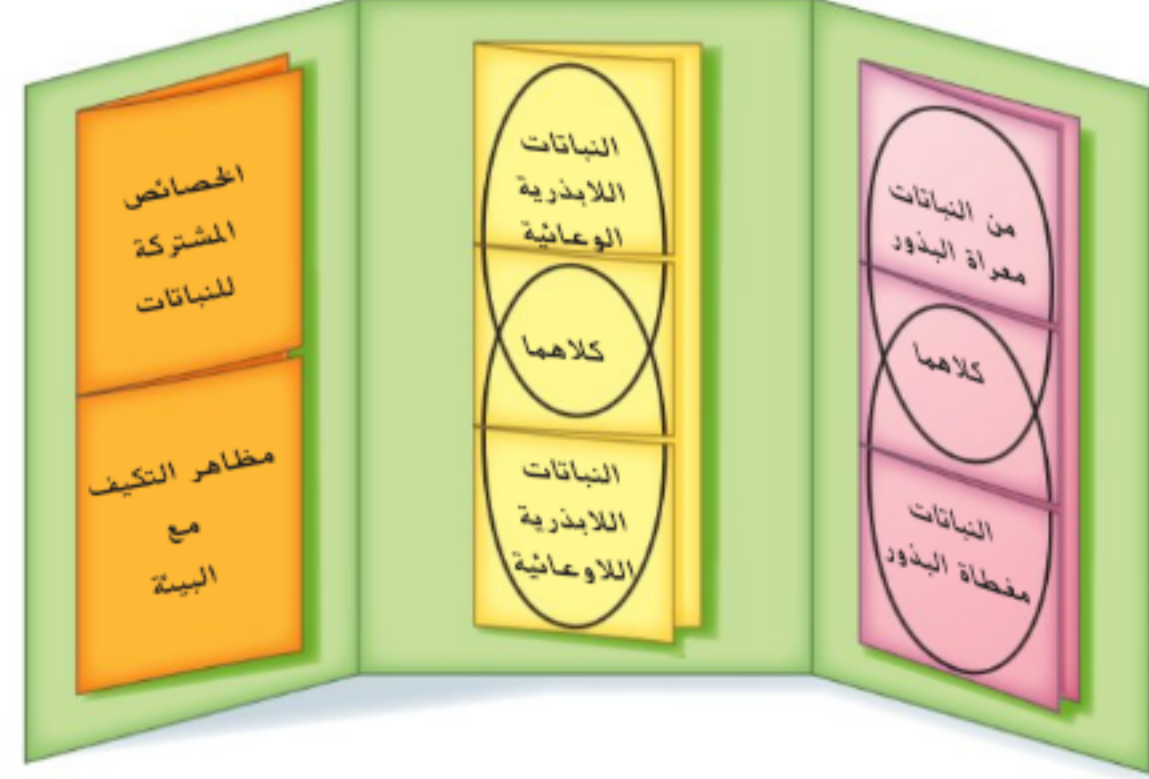 من النباتات
معراة البذور
كلاهما
النباتات
مغطاة البذور
النباتات
اللابذرية
الوعائية
كلاهما
النباتات
اللابذرية
اللاوعائية
الخصائص
المشتركة
للنباتات
مظاهر التكيف
مع
البيئة